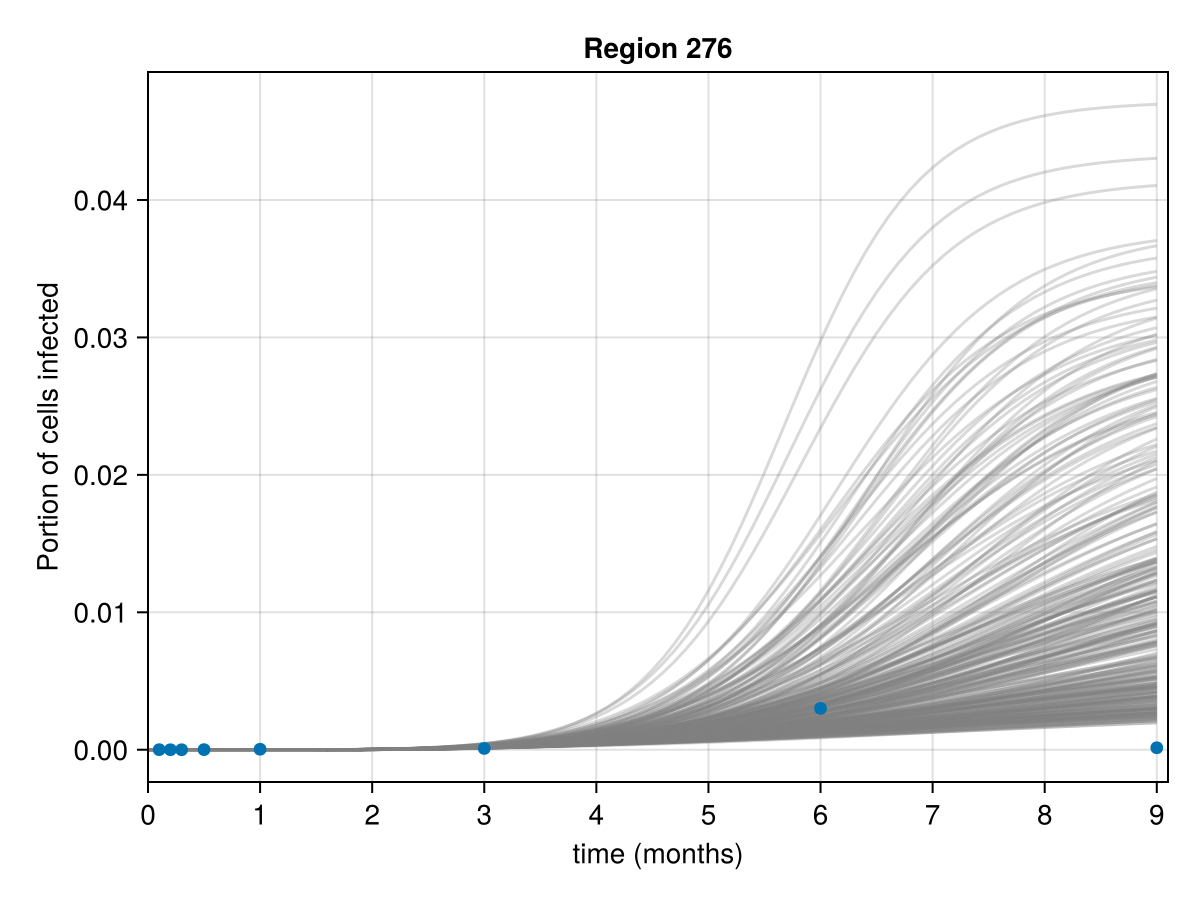 Region 276
Portion of cells infected
0.04
0.03
0.02
0.01
0.00
0 1 2 3 4 5 6 7 8 9
time (months)